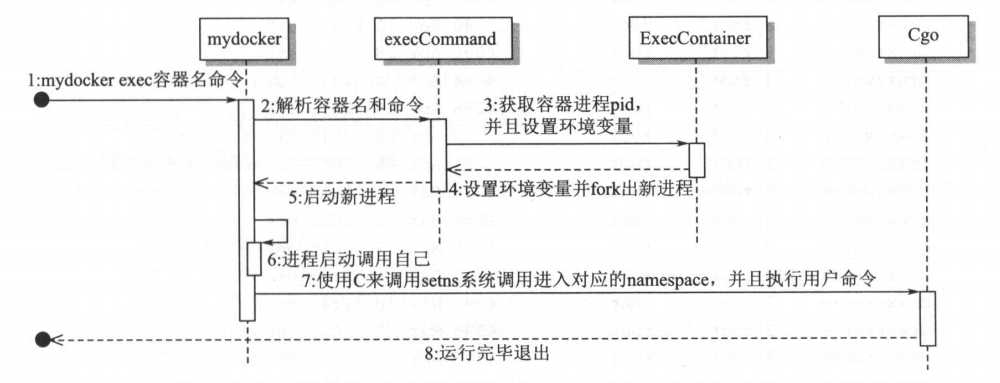 mydocker
execCommand
ExecContainer
Cgo
1:mydocker exec容器名命令
2:解析容器名和命令
3:获取容器进程pid,
并且设置环境变量
4:设置环境变量并fork出新进程
5:启动新进程
6:进程启动调用自己
7:使用C来调用setns系统调用进入对应的namespace,并且执行用户命令
8:运行完毕退出